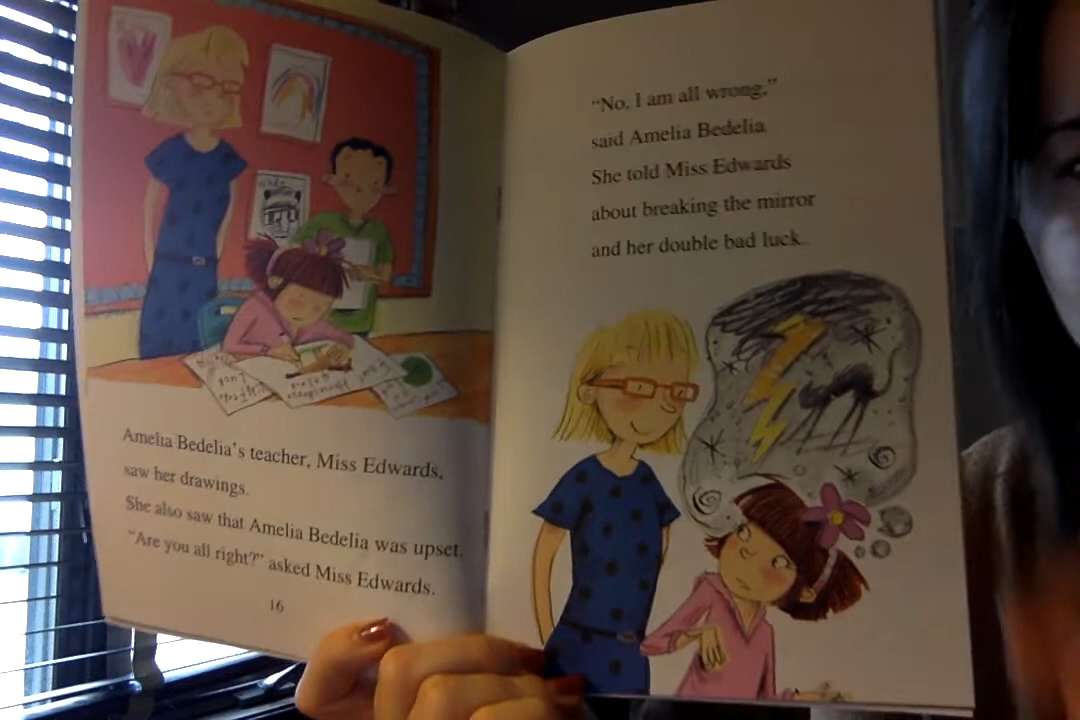 Amelia Bedelia's teacher, Miss Edwards,
saw her drawings.
She also saw that Amelia Bedelia was upset.
"Are you all right?" asked Miss Edwards.
16
"No, I am all wrong,"
said Amelia Bedelia.
She told Miss Edwards
about breaking the mirror
and her double bad luck.